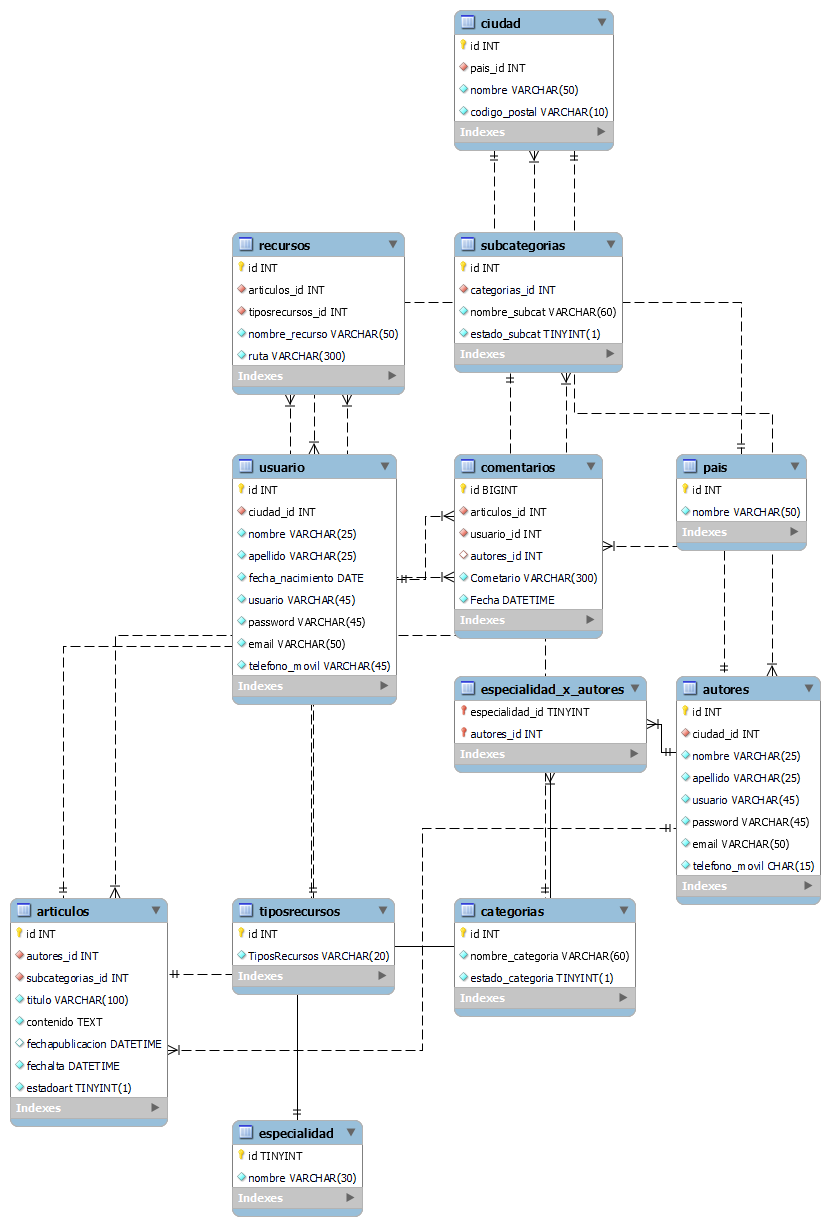 ciudad
id INT
pais_id INT
nombre VARCHAR(50)
codigo_postal VARCHAR(10)
Indexes
recursos
id INT
articulos_id INT
tiposrecursos_id INT
nombre_recurso VARCHAR(50)
ruta VARCHAR(300)
Indexes
subcategorias
id INT
categorias_id INT
nombre_subcat VARCHAR(60)
estado_subcat TINYINT(1)
Indexes
usuario
id INT
ciudad_id INT
nombre VARCHAR(25)
apellido VARCHAR(25)
fecha_nacimiento DATE
usuario VARCHAR(45)
password VARCHAR(45)
email VARCHAR(50)
telefono_movil VARCHAR(45)
Indexes
comentarios
id BIGINT
articulos_id INT
usuario_id INT
autores_id INT
Cometario VARCHAR(300)
Fecha DATETIME
Indexes
pais
id INT
nombre VARCHAR(50)
Indexes
especialidad_x_autores
especialidad_id TINYINT
autores_id INT
Indexes
autores
id INT
ciudad_id INT
nombre VARCHAR(25)
apellido VARCHAR(25)
usuario VARCHAR(45)
password VARCHAR(45)
email VARCHAR(50)
telefono_movil CHAR(15)
Indexes
articulos
id INT
autores_id INT
subcategorias_id INT
titulo VARCHAR(100)
contenido TEXT
fechapublicacion DATETIME
fechalta DATETIME
estadoart TINYINT(1)
Indexes
tiposrecursos
id INT
TiposRecursos VARCHAR(20)
Indexes
categorias
id INT
nombre_categoria VARCHAR(60)
estado_categoria TINYINT(1)
Indexes
especialidad
id TINYINT
nombre VARCHAR(30)
Indexes